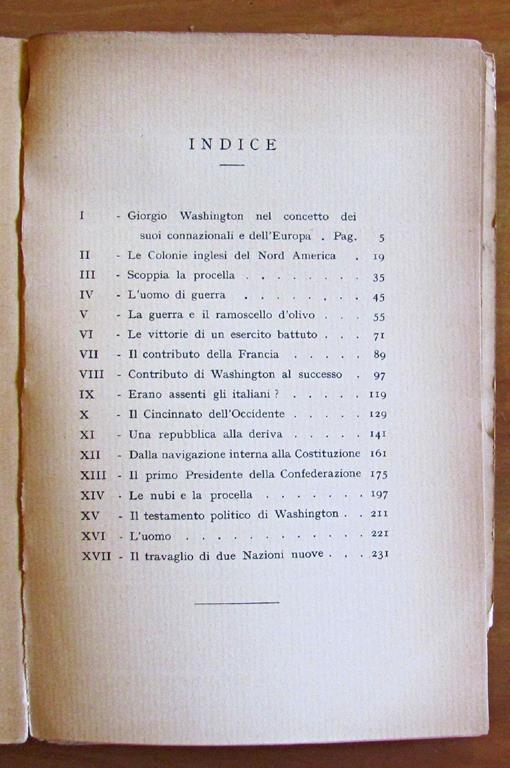 INDICE
I - Giorgio Washington nel concetto dei
suoi connazionali e dell'Europa . Pag. 5
II - Le Colonie inglesi del Nord America . 19
III - Scoppia la procella . . . . . . . 35
IV - L'uomo di guerra . . . . . . . . 45
V - La guerra e il ramoscello d'olivo . . . 55
VI - Le vittorie di un esercito battuto . . . 71
VII - Il contributo della Francia . . . . . 89
VIII - Contributo di Washington al successo . 97
IX - Erano assenti gli italiani ? . . . . . 119
X - Il Cincinnato dell'Occidente . . . . . 129
XI - Una repubblica alla deriva . . . . . 141
XII - Dalla navigazione interna alla Costituzione 161
XIII - Il primo Presidente della Confederazione 175
XIV - Le nubi e la procella . . . . . . . 197
XV - Il testamento politico di Washington . . 211
XVI - L'uomo . . . . . . . . . . . . 221
XVII - Il travaglio di due Nazioni nuove . . . 231